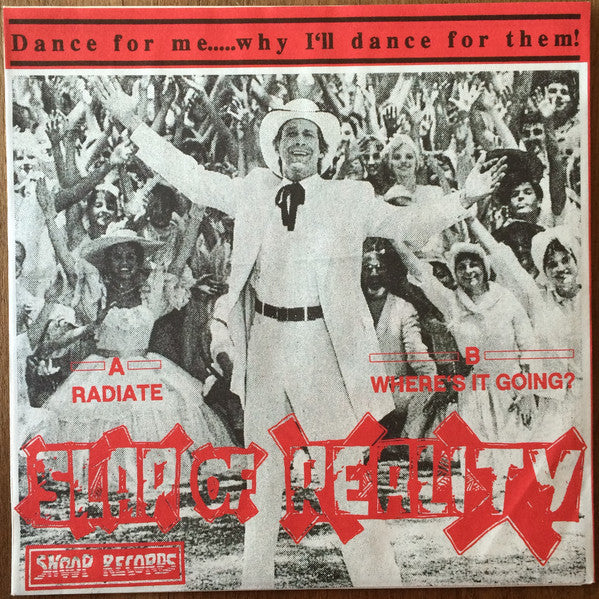 Dance for me.....why I'll dance for them!
A
RADIATE
B
WHERE'S IT GOING?
SLAP OF REALITY
SNOOP RECORDS